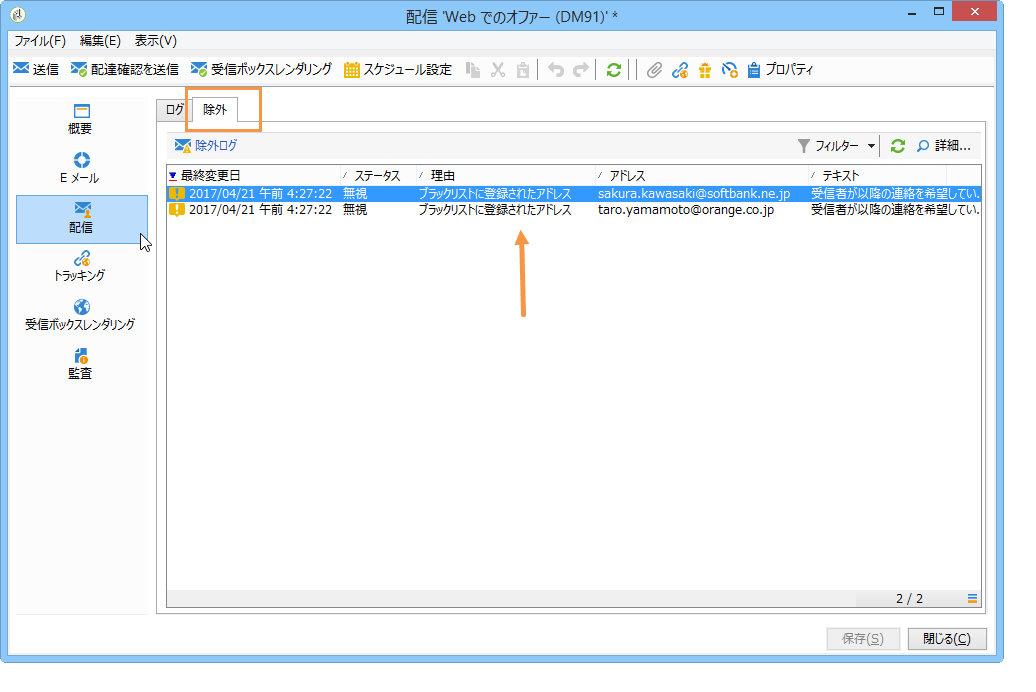 配信 'Web でのオファー (DM91)' *
ファイル(F) 編集(E) 表示(V)
送信 配達確認を送信 受信ボックスレンダリング スケジュール設定 プロパティ
概要
E メール
配信
トラッキング
受信ボックスレンダリング
監査
ログ 除外
除外ログ フィルター 詳細...
最終変更日 ステータス 理由 アドレス テキスト
2017/04/21 午前 4:27:22 無視 ブラックリストに登録されたアドレス sakura.kawasaki@softbank.ne.jp 受信者が以降の連絡を希望してい.
2017/04/21 午前 4:27:22 無視 ブラックリストに登録されたアドレス taro.yamamoto@orange.co.jp 受信者が以降の連絡を希望してい.
2 / 2
保存(S) 閉じる(C)